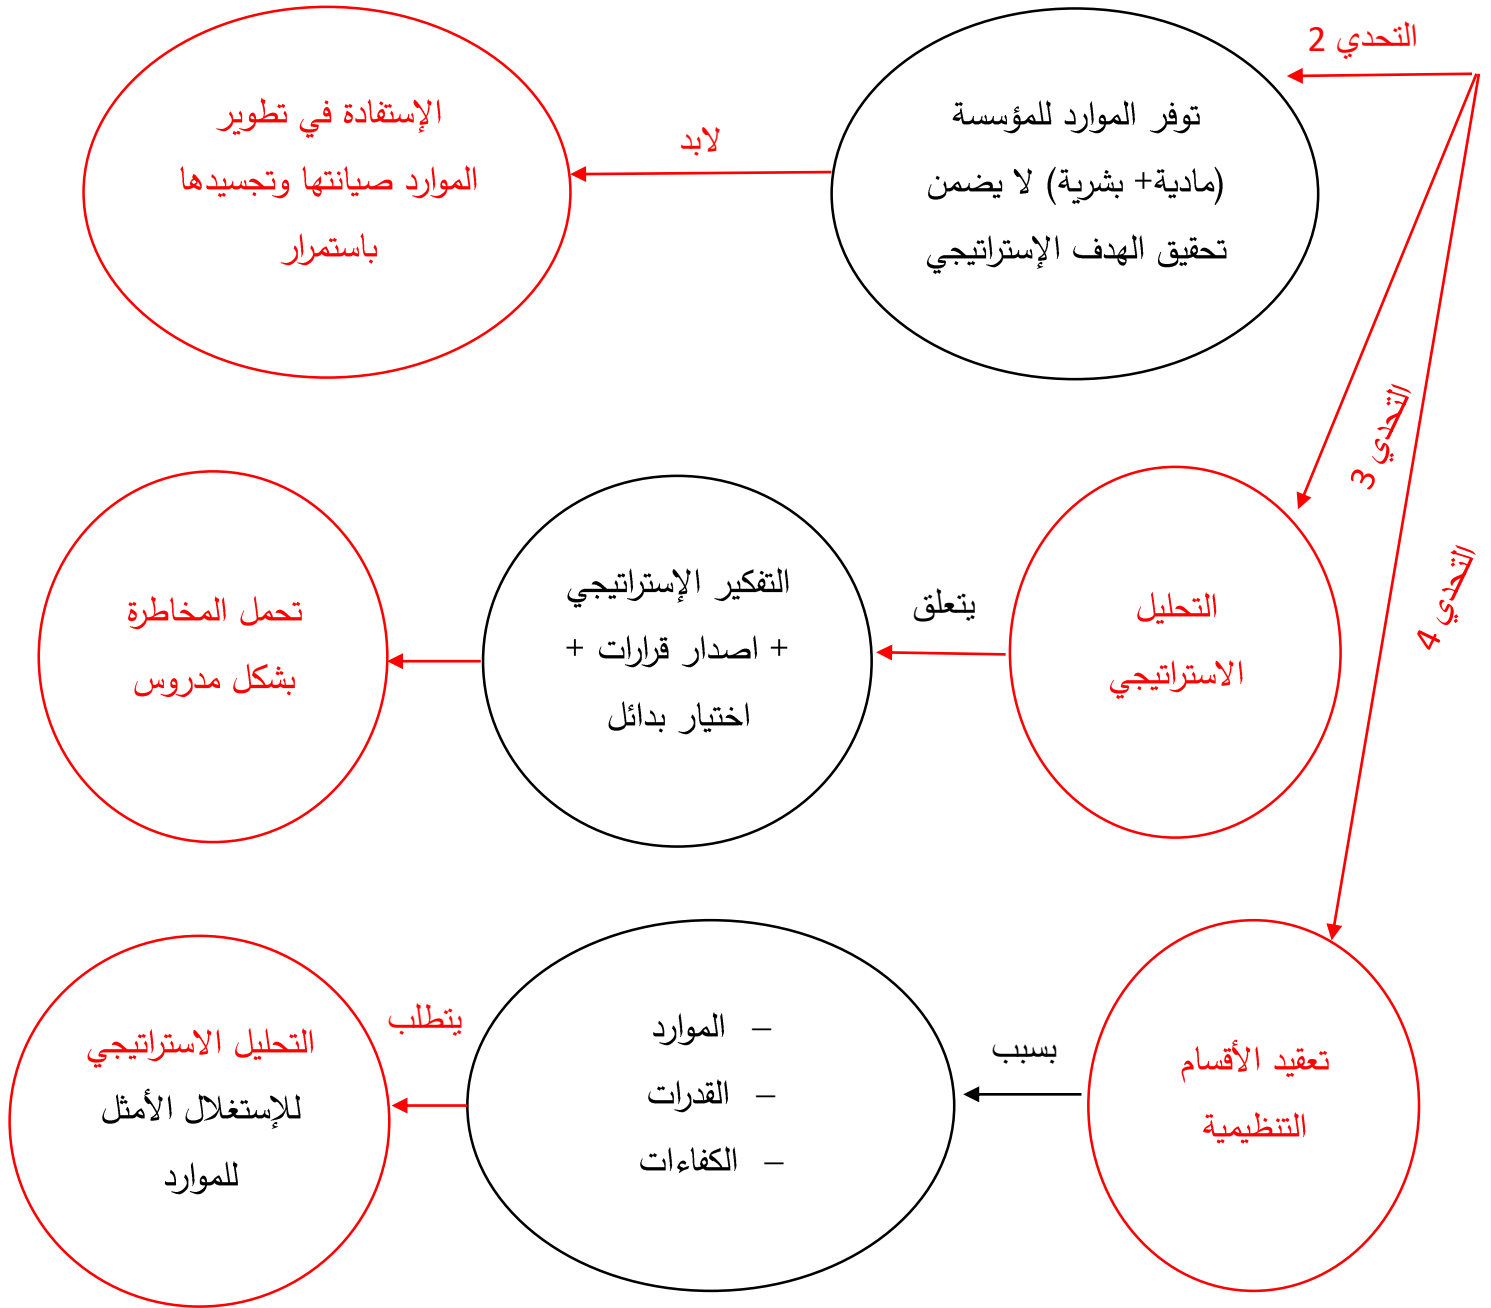 التحدي 2
توفر الموارد للمؤسسة
(مادية+ بشرية) لا يضمن
تحقيق الهدف الإستراتيجي
لابد
الإستفادة في تطوير
الموارد صيانتها وتجسيدها
باستمرار
التحدي 3
التحليل
الاستراتيجي
يتعلق
التفكير الإستراتيجي
+ اصدار قرارات +
اختيار بدائل
تحمل المخاطرة
بشكل مدروس
التحدي 4
تعقيد الأقسام
التنظيمية
بسبب
– الموارد
– القدرات
– الكفاءات
يتطلب
التحليل الاستراتيجي
للإستغلال الأمثل
للموارد